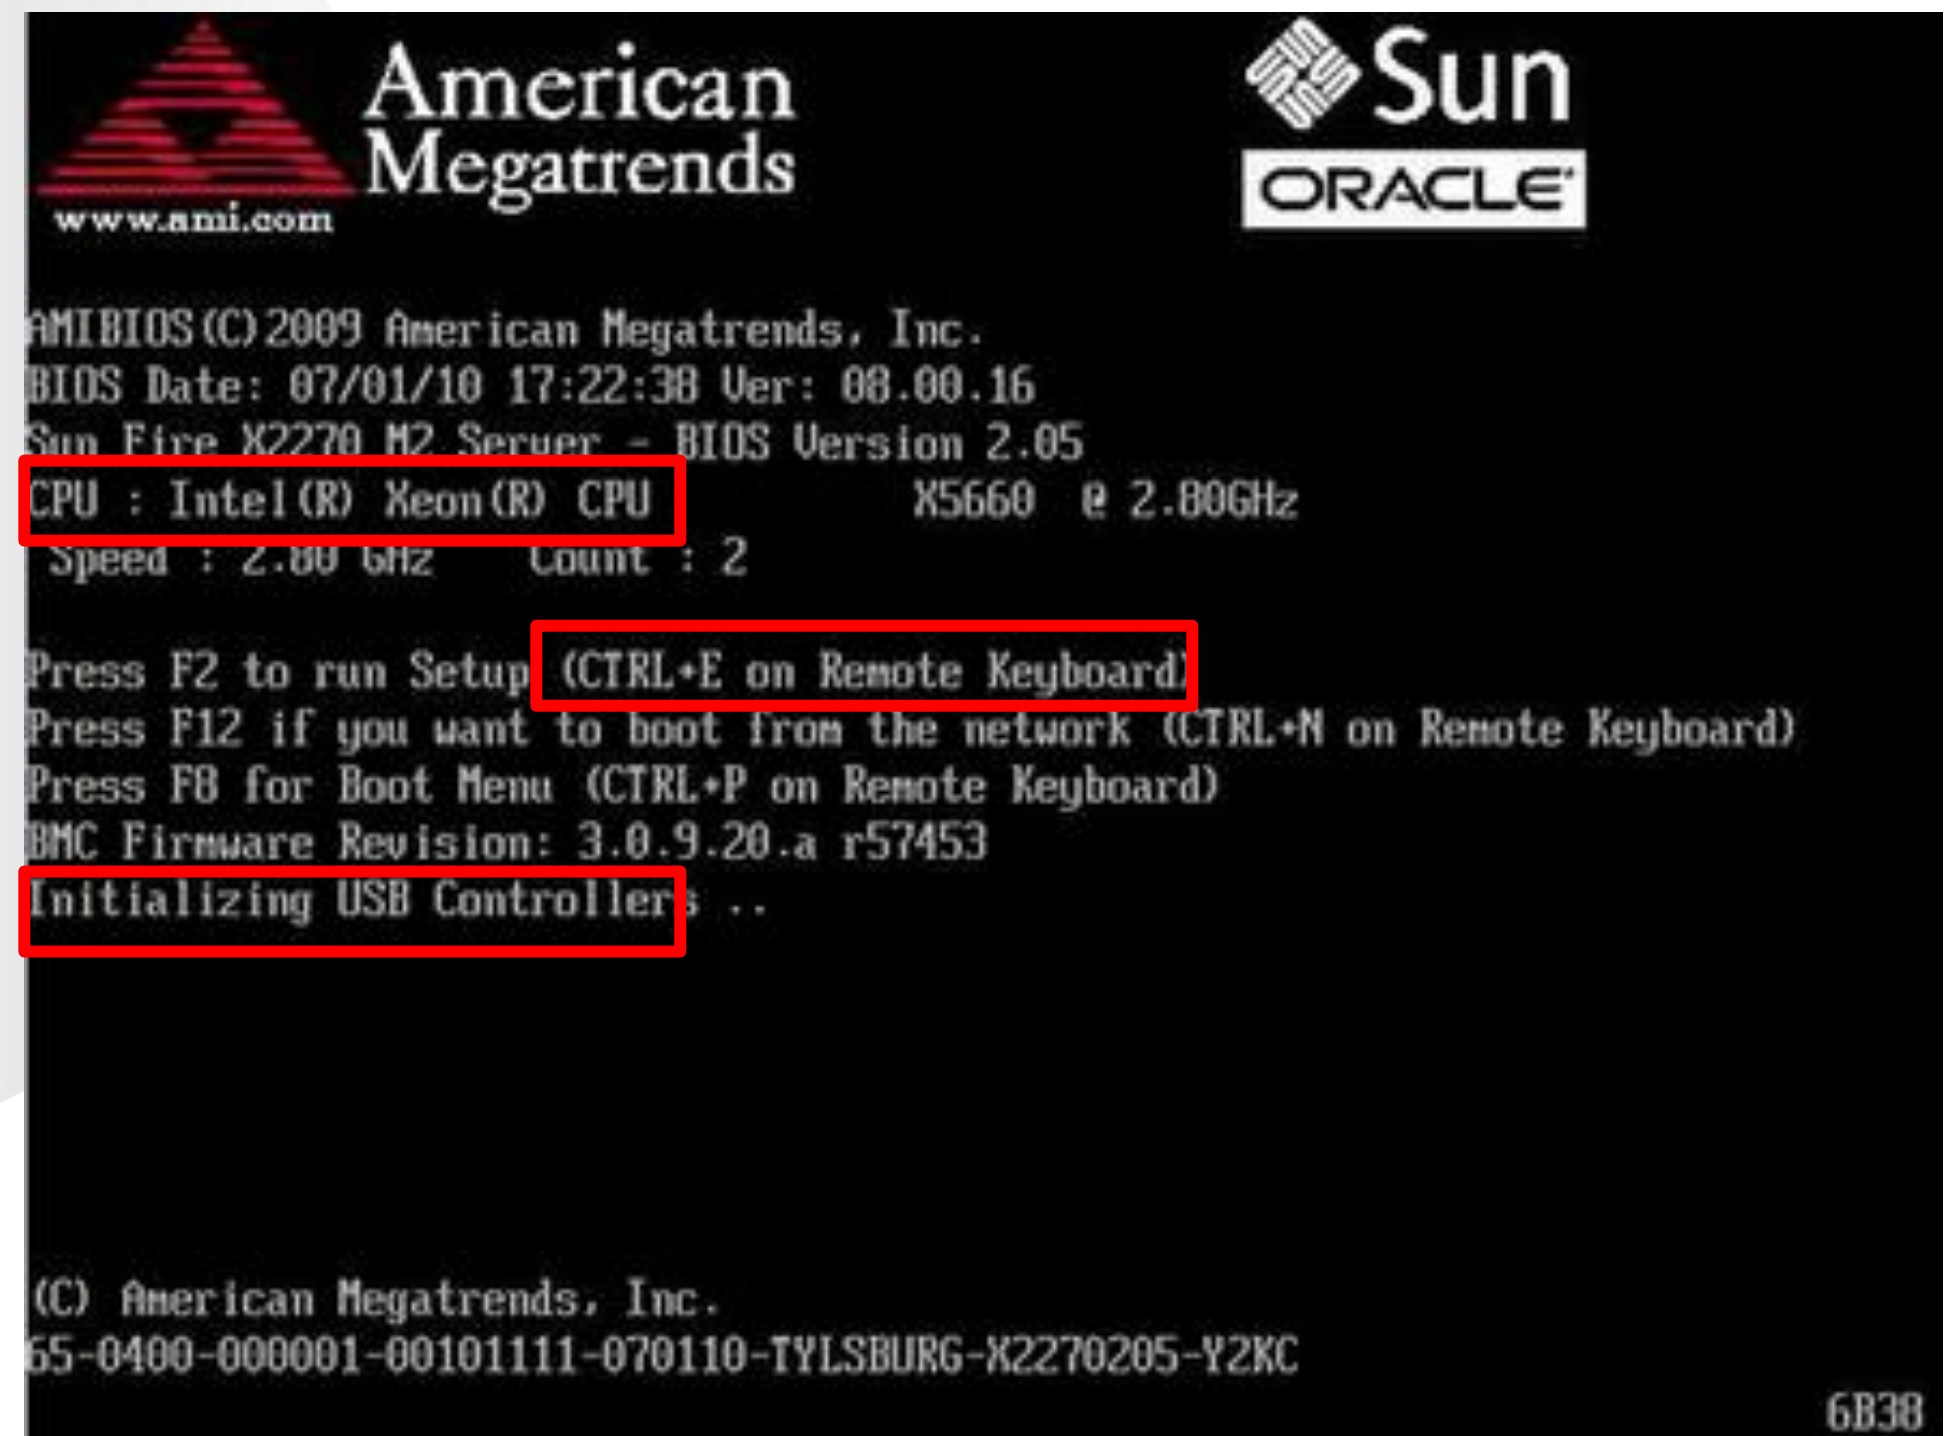 American
Megatrends
www.ami.com
Sun
ORACLE
AMIBIOS(C)2009 American Megatrends, Inc.
BIOS Date: 07/01/10 17:22:38 Ver: 08.00.16
Sun Fire X2270 M2 Server - BIOS Version 2.05
CPU : Intel(R) Xeon(R) CPU X5660 @ 2.80GHz
Speed : 2.80 GHz Count : 2
Press F2 to run Setup (CTRL+E on Remote Keyboard)
Press F12 if you want to boot from the network (CTRL+N on Remote Keyboard)
Press F8 for Boot Menu (CTRL+P on Remote Keyboard)
BMC Firmware Revision: 3.0.9.20.a r57453
Initializing USB Controllers ..
(C) American Megatrends, Inc.
65-0400-000001-00101111-070110-TYLSBURG-X2270205-Y2KC
6B38